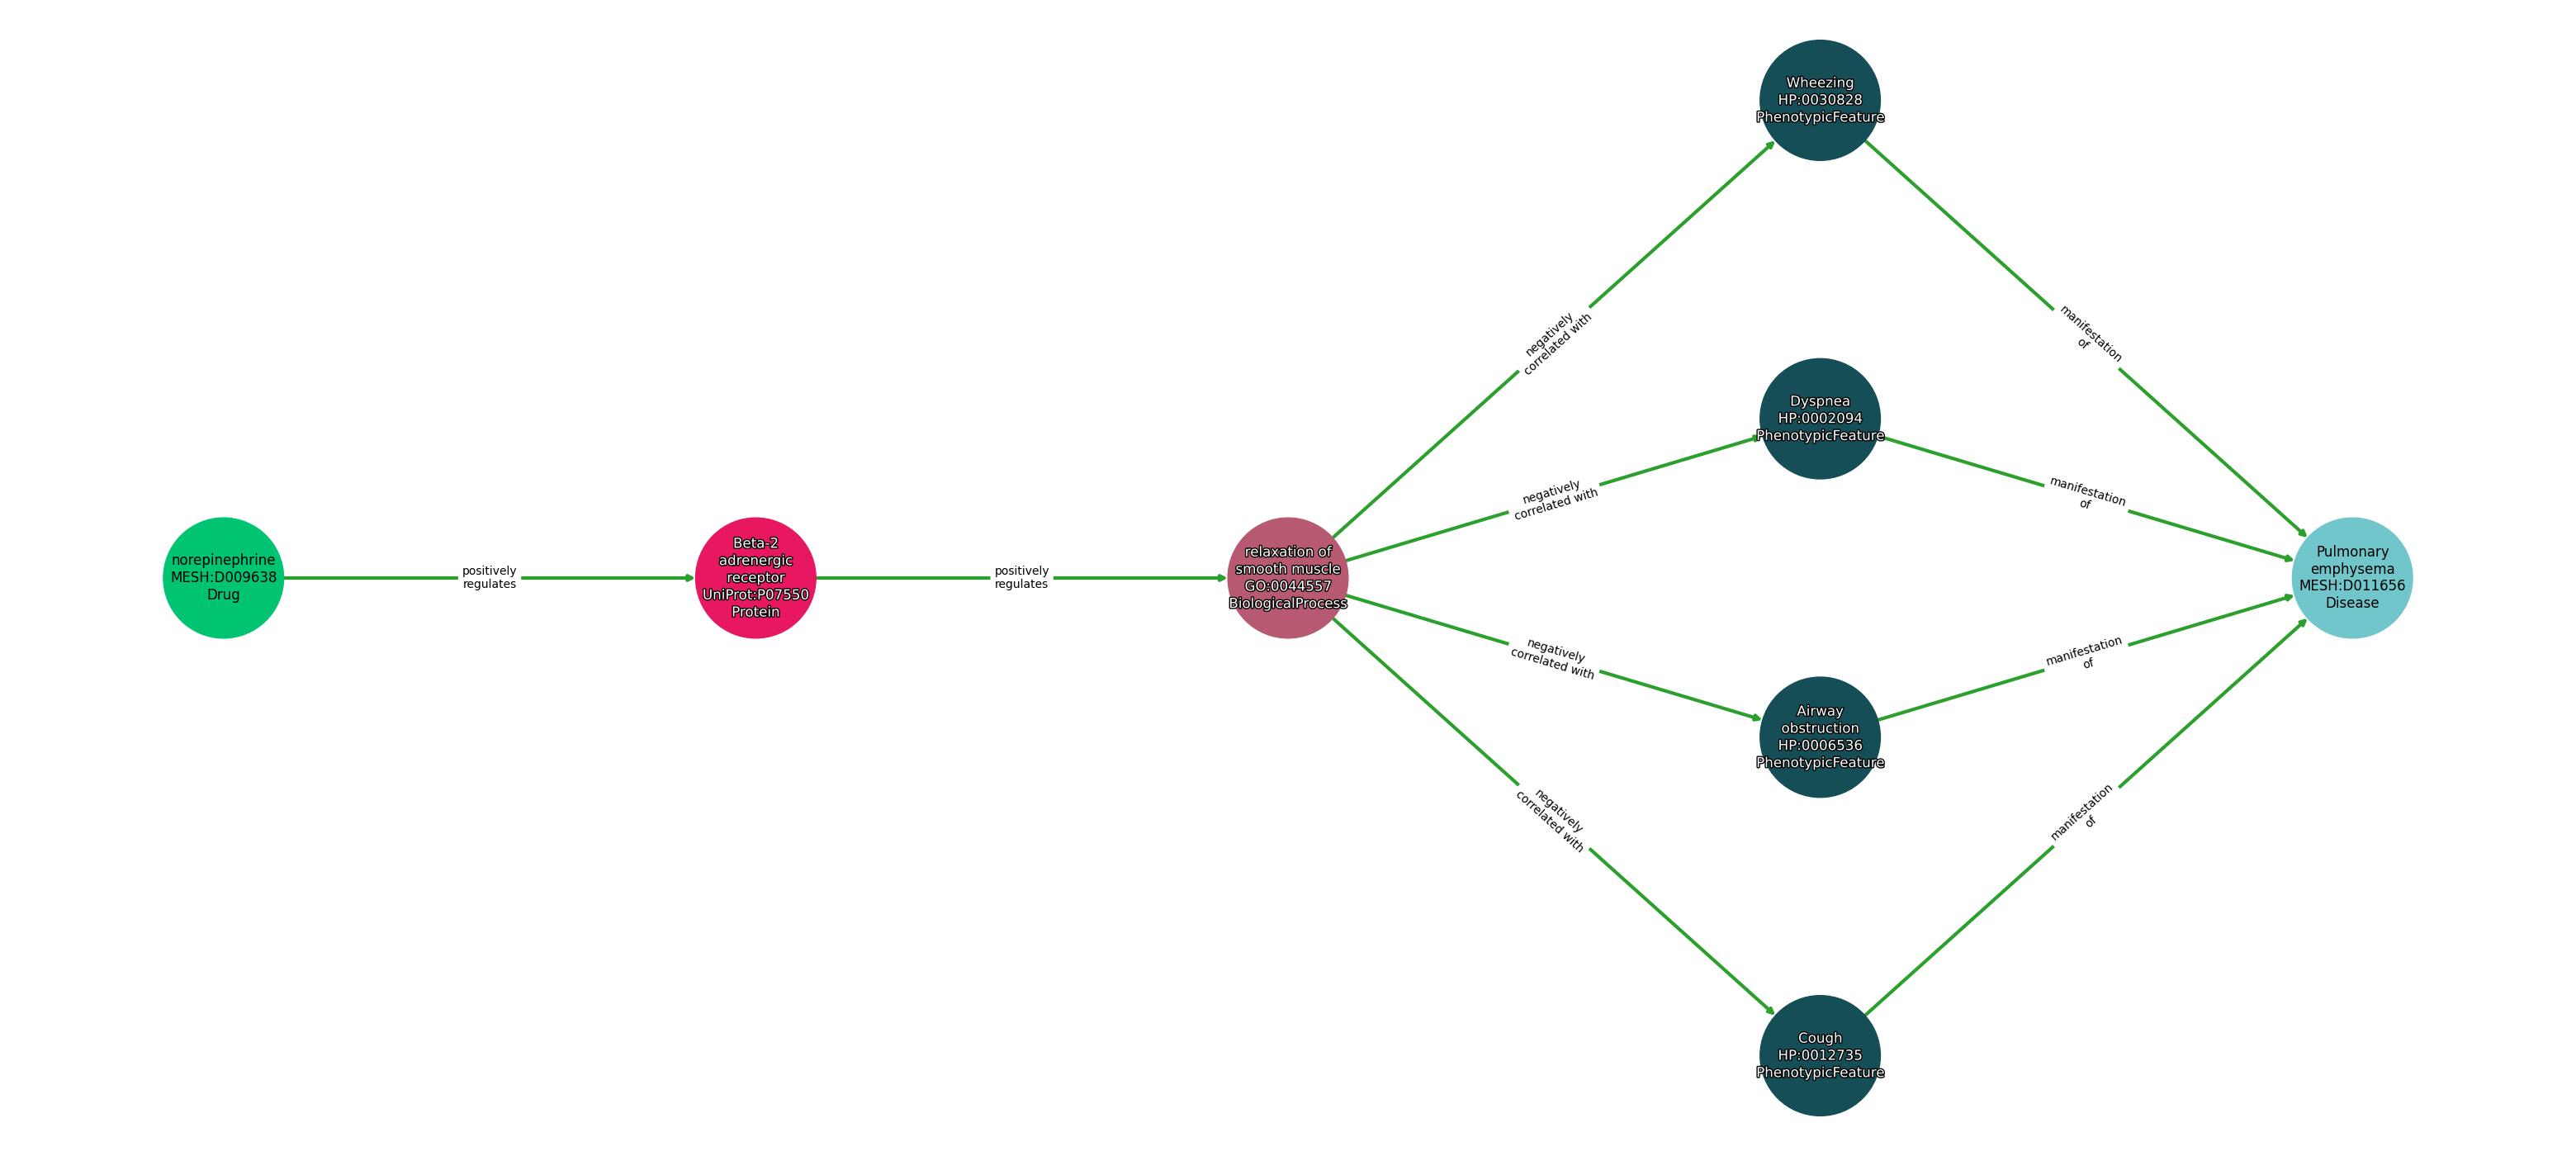 Wheezing
HP:0030828
PhenotypicFeature
negatively
correlated with
manifestation
of
Dyspnea
HP:0002094
PhenotypicFeature
negatively
correlated with
manifestation
of
norepinephrine
MESH:D009638
Drug
positively
regulates
Beta-2
adrenergic
receptor
UniProt:P07550
Protein
positively
regulates
relaxation of
smooth muscle
GO:0044557
BiologicalProcess
Pulmonary
emphysema
MESH:D011656
Disease
negatively
correlated with
manifestation
of
Airway
obstruction
HP:0006536
PhenotypicFeature
negatively
correlated with
manifestation
of
Cough
HP:0012735
PhenotypicFeature